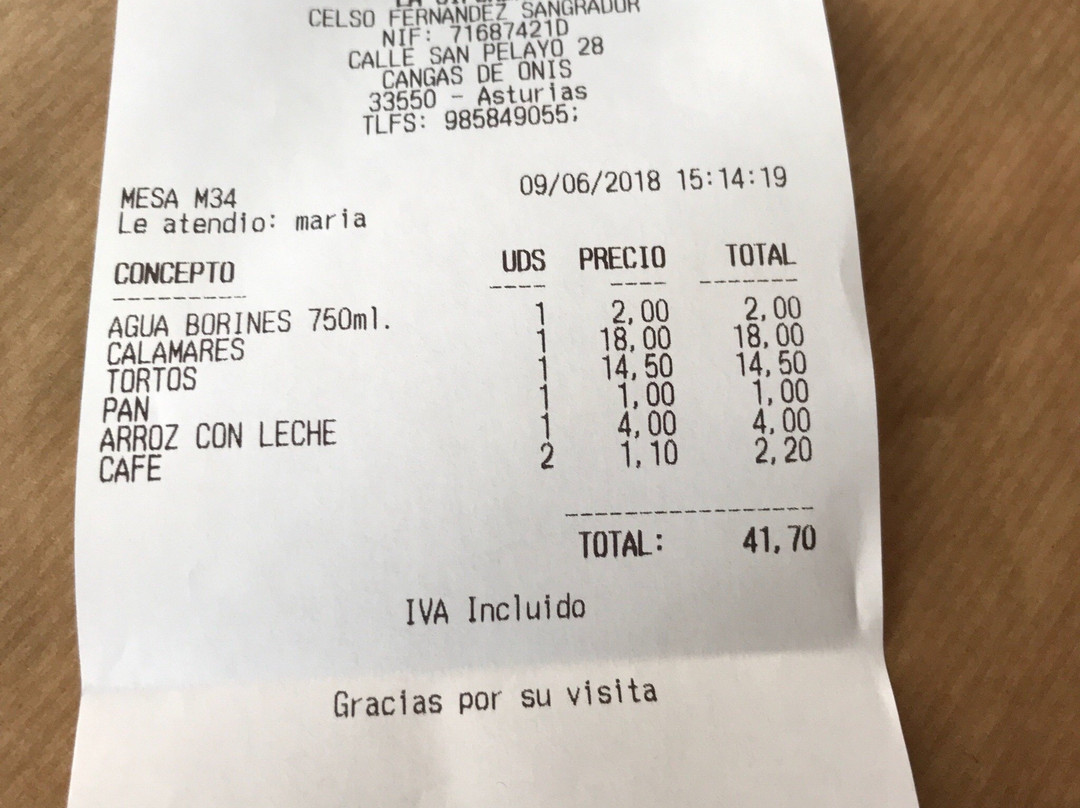 CELSO FERNANDEZ SANGRADOR
NIF: 71687421D
CALLE SAN PELAYO 28
CANGAS DE ONIS
33550 - Asturias
TLFS: 985849055;
MESA M34 09/06/2018 15:14:19
Le atendio: maria
CONCEPTO UDS PRECIO TOTAL
AGUA BORINES 750ml. 1 2,00 2,00
CALAMARES 1 18,00 18,00
TORTOS 1 14,50 14,50
PAN 1 1,00 1,00
ARROZ CON LECHE 1 4,00 4,00
CAFE 2 1,10 2,20
TOTAL: 41,70
IVA Incluido
Gracias por su visita